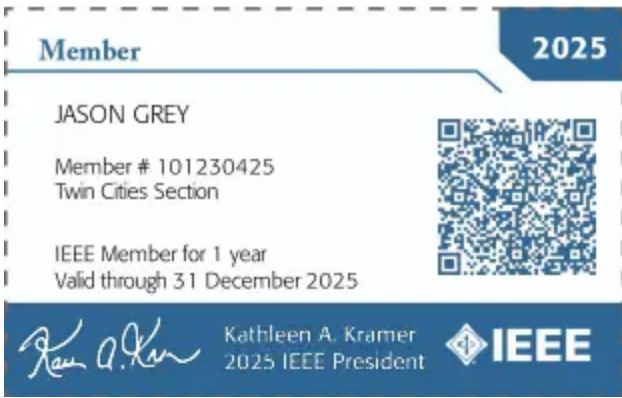 Member
2025
JASON GREY
Member # 101230425
Twin Cities Section
IEEE Member for 1 year
Valid through 31 December 2025
Kathleen A. Kramer
2025 IEEE President
IEEE